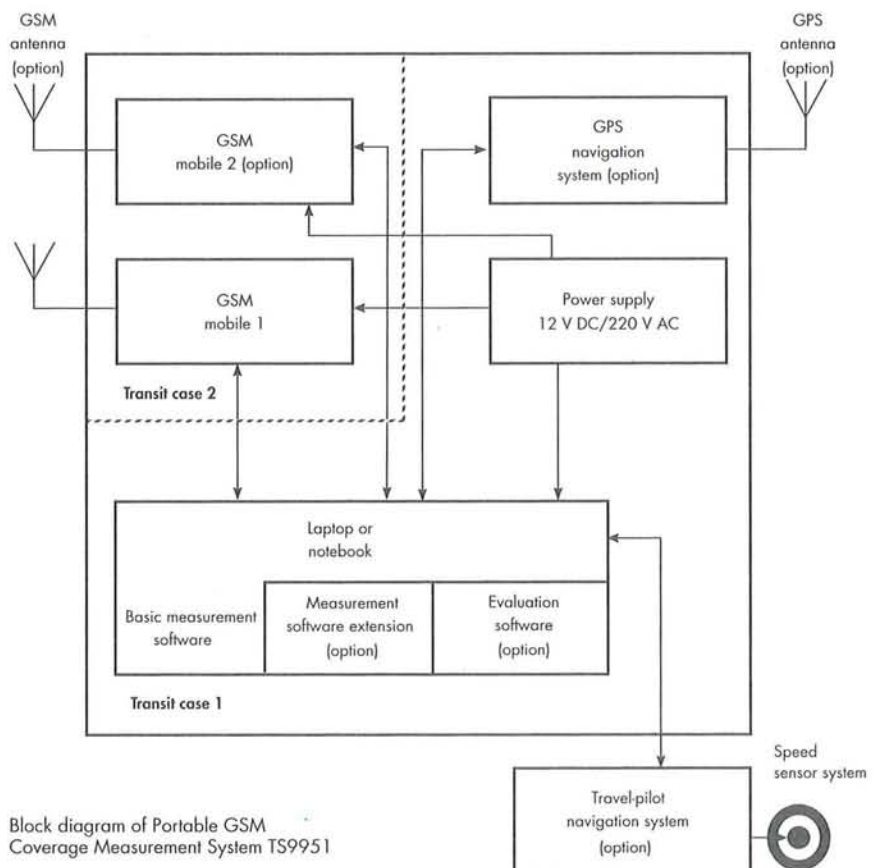 GSM
antenna
(option)
GPS
antenna
(option)
GSM
mobile 2 (option)
GPS
navigation
system (option)
GSM
mobile 1
Power supply
12 V DC/220 V AC
Transit case 2
Laptop or
notebook
Basic measurement
software
Measurement
software extension
(option)
Evaluation
software
(option)
Transit case 1
Speed
sensor system
Travel-pilot
navigation system
(option)
Block diagram of Portable GSM
Coverage Measurement System TS9951